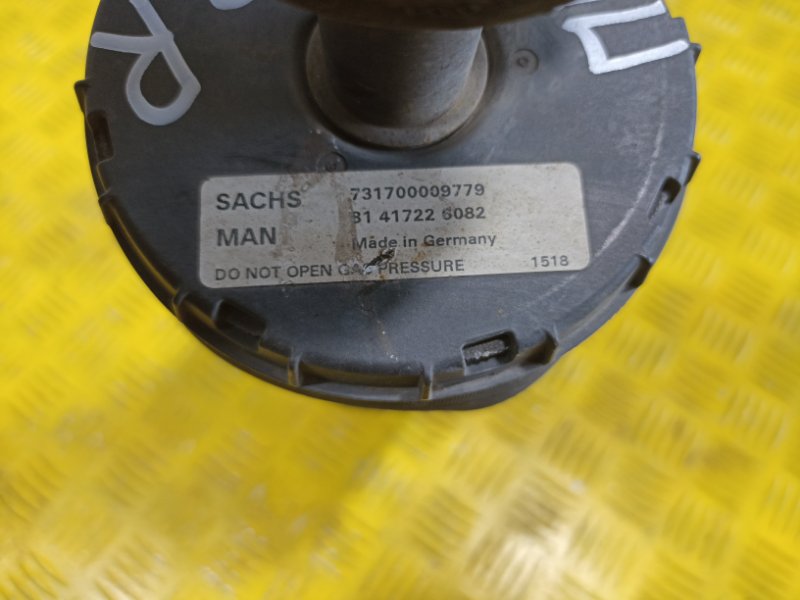 R
SACHS 731700009779
MAN 81 41722 6082
Made in Germany
DO NOT OPEN GAS PRESSURE 1518